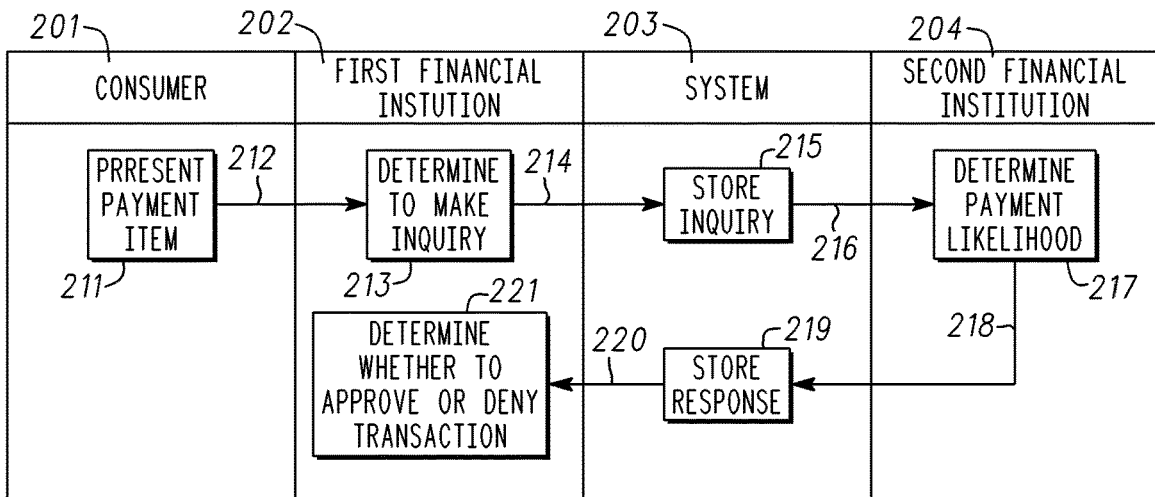 201
202
203
204
CONSUMER
FIRST FINANCIAL
INSTUTION
SYSTEM
SECOND FINANCIAL
INSTITUTION
PRRESENT
PAYMENT
ITEM
211
212
DETERMINE
TO MAKE
INQUIRY
213
214
215
STORE
INQUIRY
216
DETERMINE
PAYMENT
LIKELIHOOD
217
218
219
STORE
RESPONSE
220
221
DETERMINE
WHETHER TO
APPROVE OR DENY
TRANSACTION